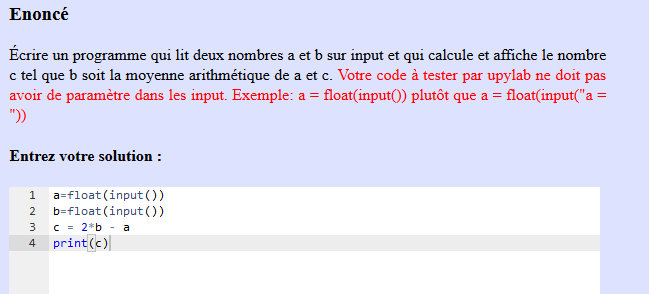 Enoncé
Écrire un programme qui lit deux nombres a et b sur input et qui calcule et affiche le nombre
c tel que b soit la moyenne arithmétique de a et c. Votre code à tester par upylab ne doit pas
avoir de paramètre dans les input. Exemple: a = float(input()) plutôt que a = float(input("a =
"))
Entrez votre solution :
1 a=float(input())
2 b=float(input())
3 c = 2*b - a
4 print(c)